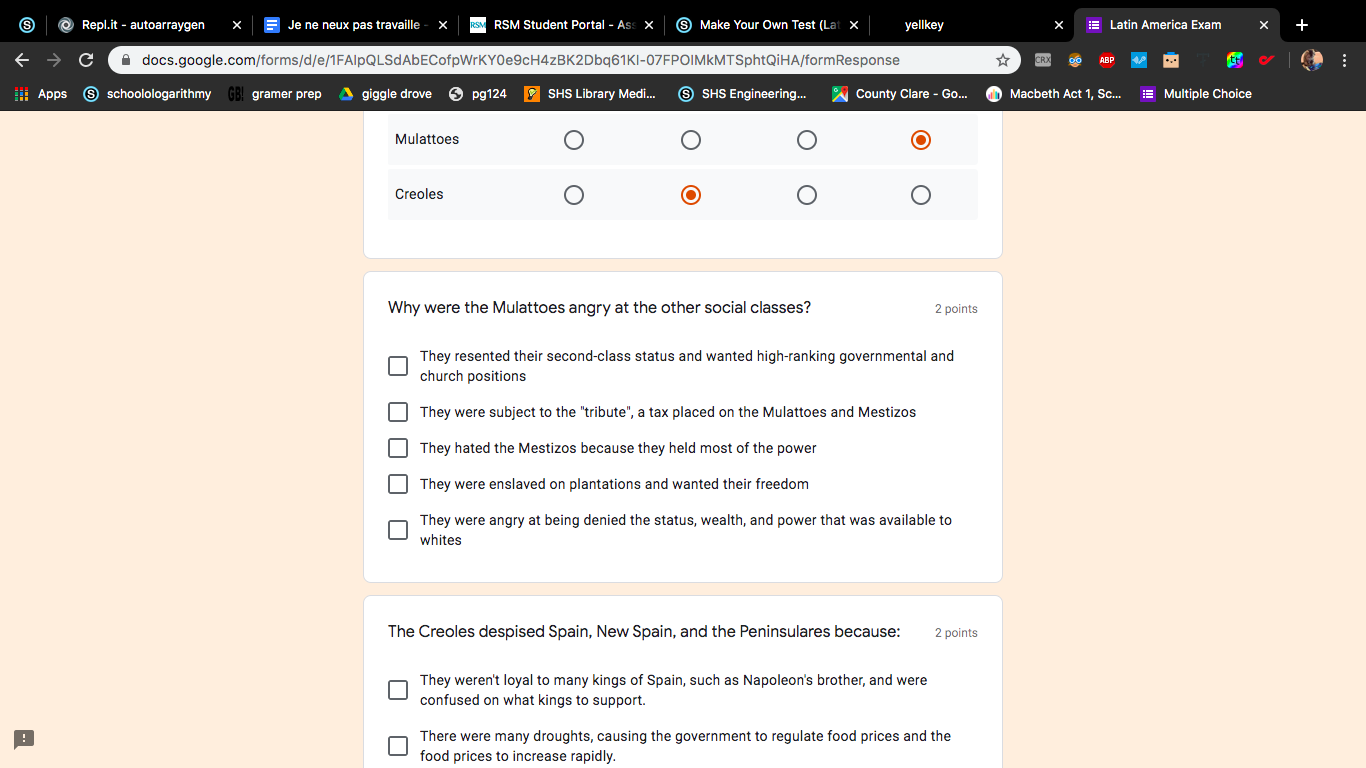 Repl.it - autoarraygen
Je ne neux pas travaille -
RSM Student Portal - Ass
Make Your Own Test (Lat
yellkey
Latin America Exam
docs.google.com/forms/d/e/1FAIpQLSdAbECofpWrKY0e9cH4zBK2Dbq61KI-07FPOIMkMTSphtQiHA/formResponse
CRX
ABP
Apps
schoolologarithmy
GB!
gramer prep
giggle drove
pg124
SHS Library Medi...
SHS Engineering...
County Clare - Go...
Macbeth Act 1, Sc...
Multiple Choice
Mulattoes
Creoles
Why were the Mulattoes angry at the other social classes?
2 points
They resented their second-class status and wanted high-ranking governmental and
church positions
They were subject to the "tribute", a tax placed on the Mulattoes and Mestizos
They hated the Mestizos because they held most of the power
They were enslaved on plantations and wanted their freedom
They were angry at being denied the status, wealth, and power that was available to
whites
The Creoles despised Spain, New Spain, and the Peninsulares because:
2 points
They weren't loyal to many kings of Spain, such as Napoleon's brother, and were
confused on what kings to support.
There were many droughts, causing the government to regulate food prices and the
food prices to increase rapidly.